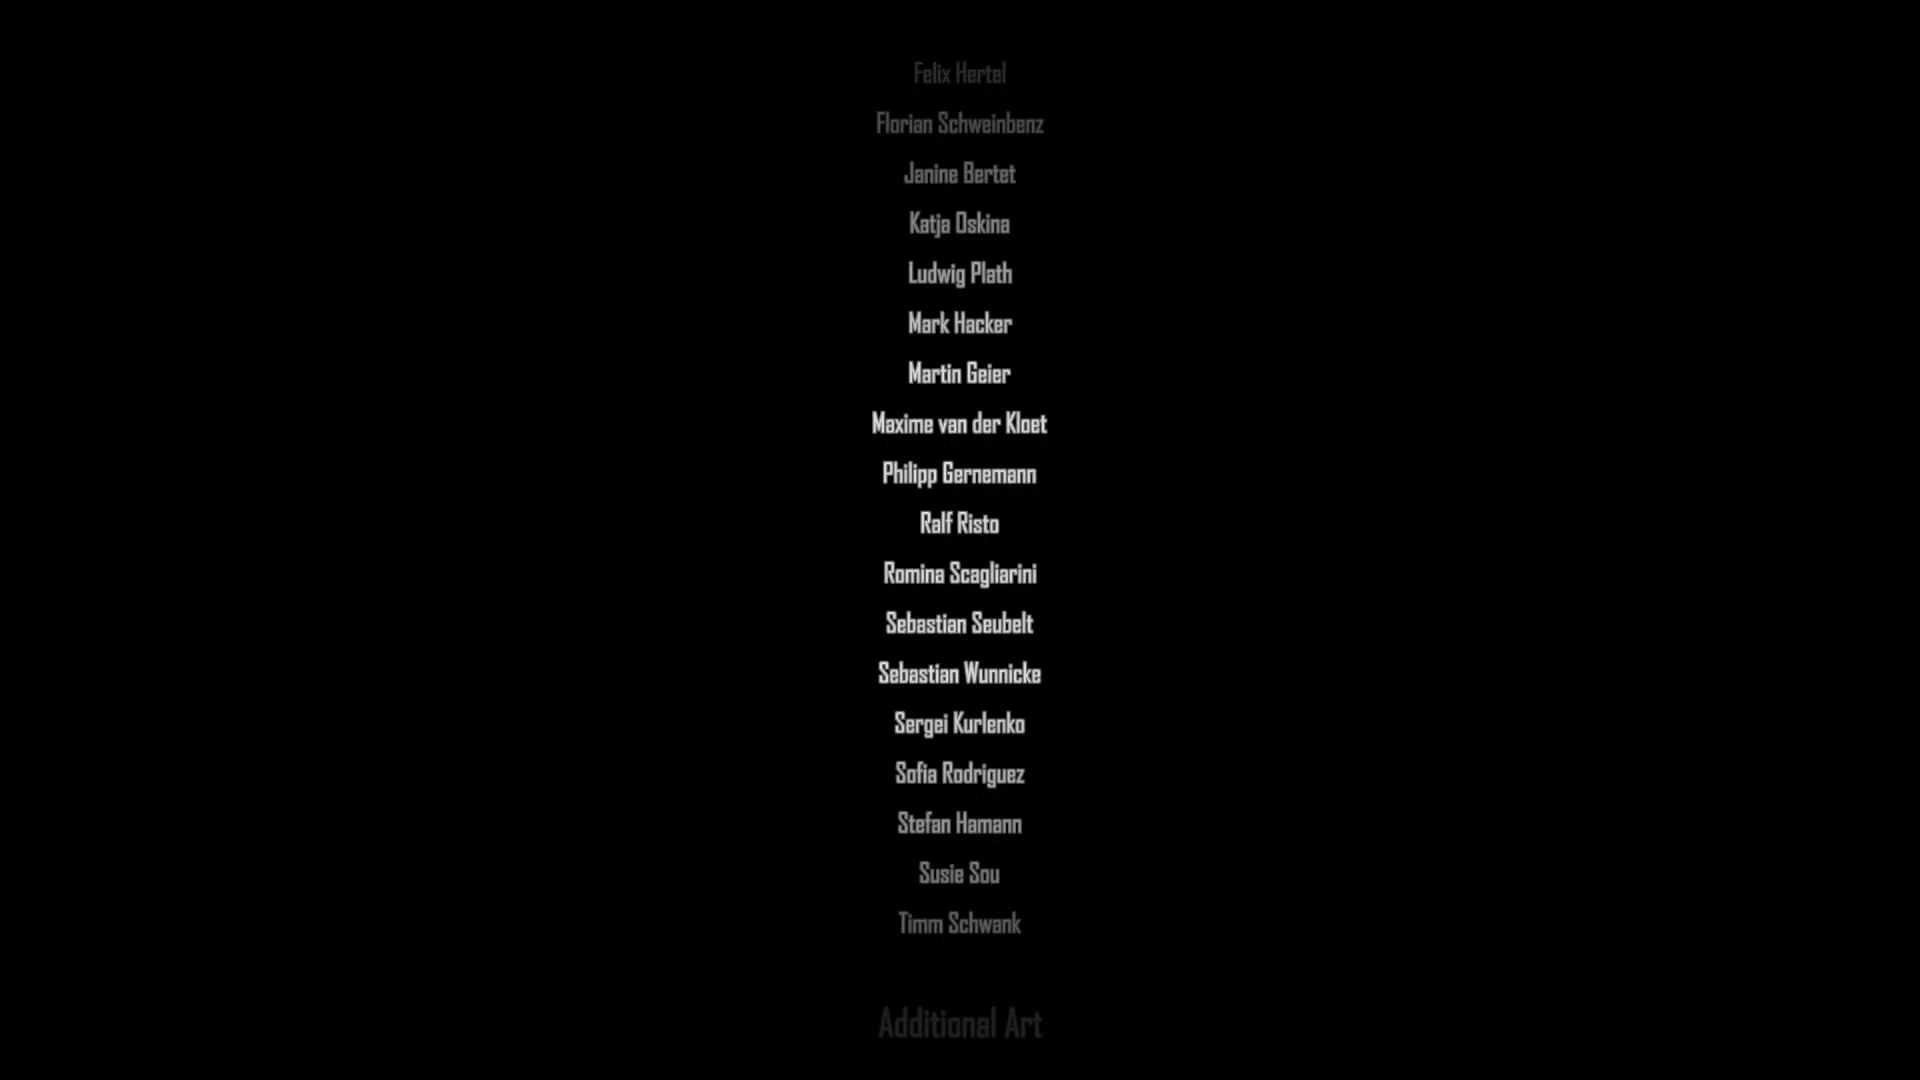 Felix Hertel
Florian Schweinbenz
Janine Bertet
Katja Oskina
Ludwig Plath
Mark Hacker
Martin Geier
Maxime van der Kloet
Philipp Gernemann
Ralf Risto
Romina Scagliarini
Sebastian Seubelt
Sebastian Wunnicke
Sergei Kurlenko
Sofia Rodriguez
Stefan Hamann
Susie Sou
Timm Schwank
Additional Art